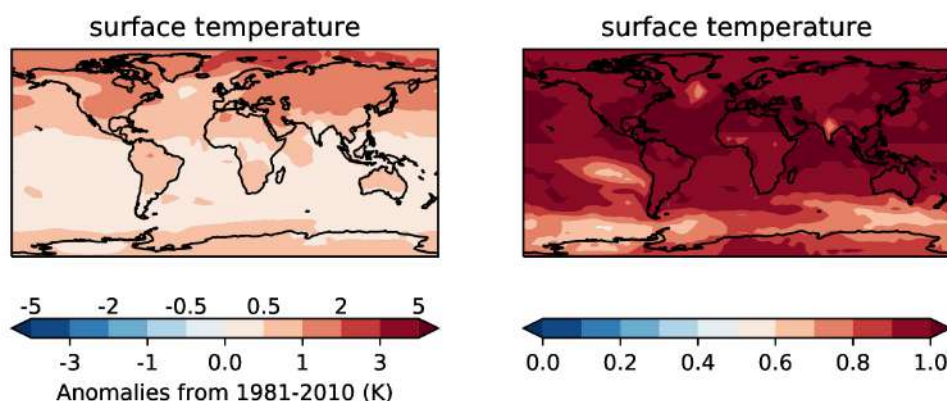 surface temperature
surface temperature
-5 -2 -0.5 0.5 2 5
-3 -1 0.0 1 3
Anomalies from 1981-2010 (K)
0.0 0.2 0.4 0.6 0.8 1.0